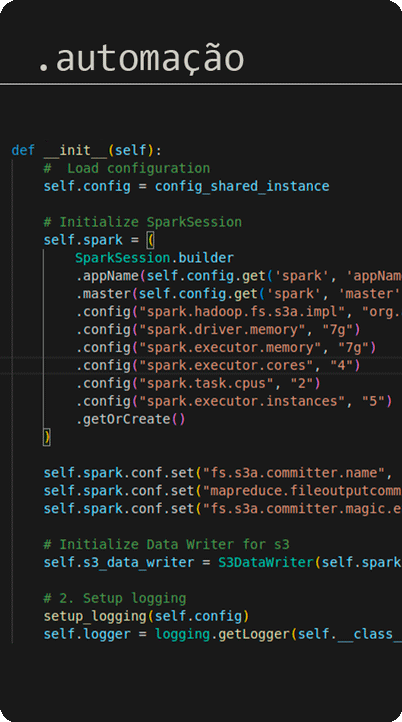 .automação
def __init__(self):
#  Load configuration
self.config = config_shared_instance
# Initialize SparkSession
self.spark = (
SparkSession.builder
.appName(self.config.get('spark', 'appNam
.master(self.config.get('spark', 'master'
.config("spark.hadoop.fs.s3a.impl", "org.
.config("spark.driver.memory", "7g")
.config("spark.executor.memory", "7g")
.config("spark.executor.cores", "4")
.config("spark.task.cpus", "2")
.config("spark.executor.instances", "5")
.getOrCreate()
)
self.spark.conf.set("fs.s3a.committer.name",
self.spark.conf.set("mapreduce.fileoutputcomm
self.spark.conf.set("fs.s3a.committer.magic.e
# Initialize Data Writer for s3
self.s3_data_writer = S3DataWriter(self.spark
# 2. Setup logging
setup_logging(self.config)
self.logger = logging.getLogger(self.__class_